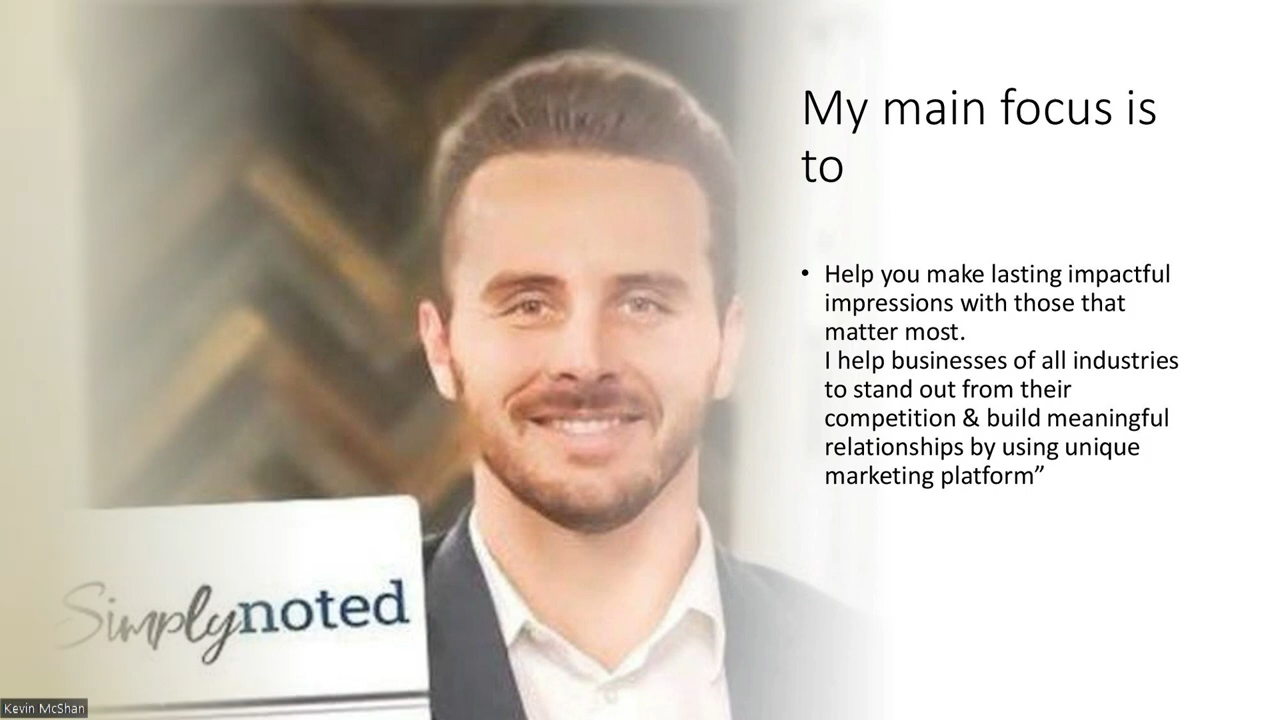 My main focus is
to
• Help you make lasting impactful
impressions with those that
matter most.
I help businesses of all industries
to stand out from their
competition & build meaningful
relationships by using unique
marketing platform”
Simplynoted
Kevin McShan